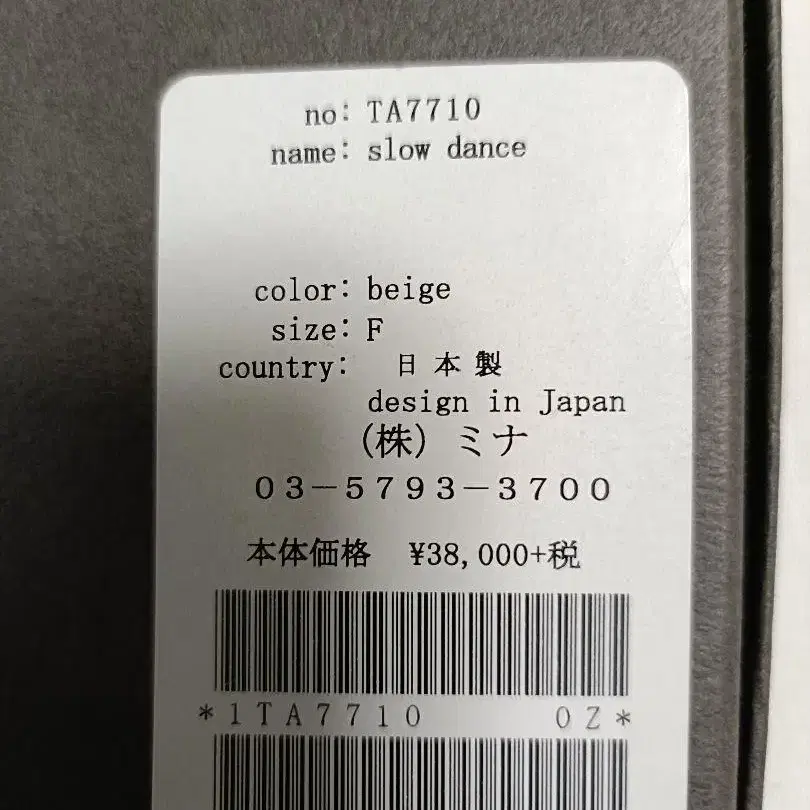 no: TA7710
name: slow dance
color: beige
size: F
country: 日本製
design in Japan
(株) ミナ
03-5793-3700
本体価格 ¥38,000+税
*1TA7710 0Z*